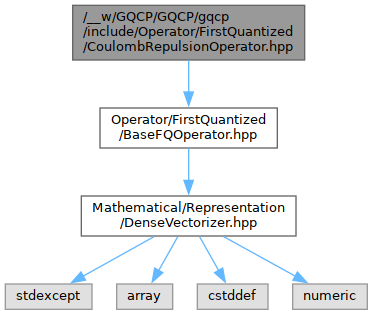 /__w/GQCP/GQCP/gqcp
/include/Operator/FirstQuantized
/CoulombRepulsionOperator.hpp
Operator/FirstQuantized
/BaseFQOperator.hpp
Mathematical/Representation
/DenseVectorizer.hpp
stdexcept
array
cstddef
numeric